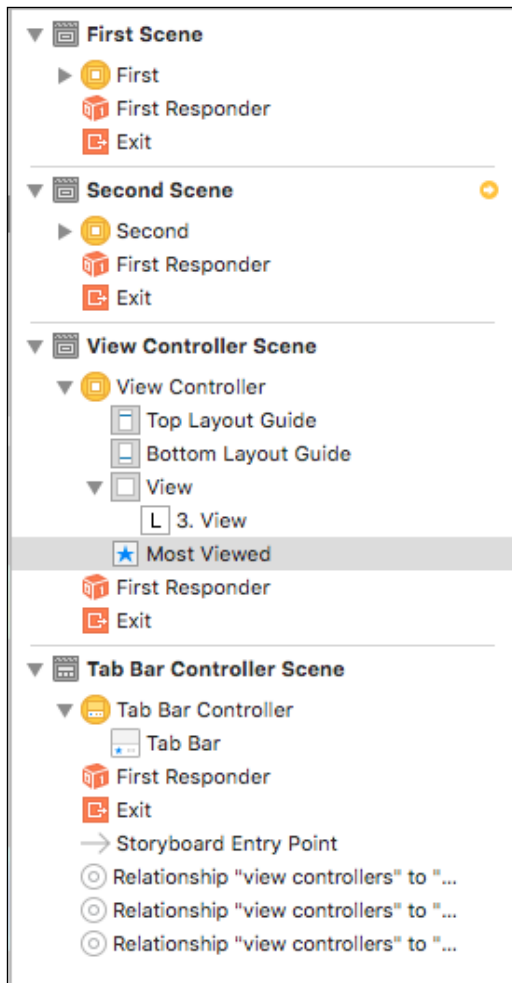 First Scene
First
First Responder
Exit
Second Scene
Second
First Responder
Exit
View Controller Scene
View Controller
Top Layout Guide
Bottom Layout Guide
View
L 3. View
Most Viewed
First Responder
Exit
Tab Bar Controller Scene
Tab Bar Controller
Tab Bar
First Responder
Exit
Storyboard Entry Point
Relationship "view controllers" to "...
Relationship "view controllers" to "...
Relationship "view controllers" to "...